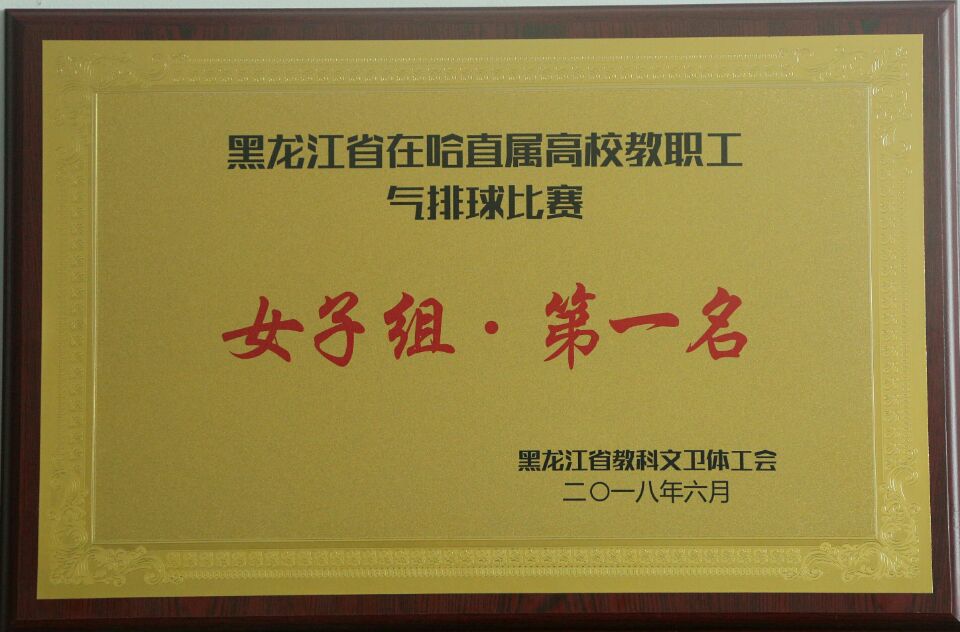 黑龙江省在哈直属高校教职工
气排球比赛
女子组·第一名
黑龙江省教科文卫体工会
二〇一八年六月